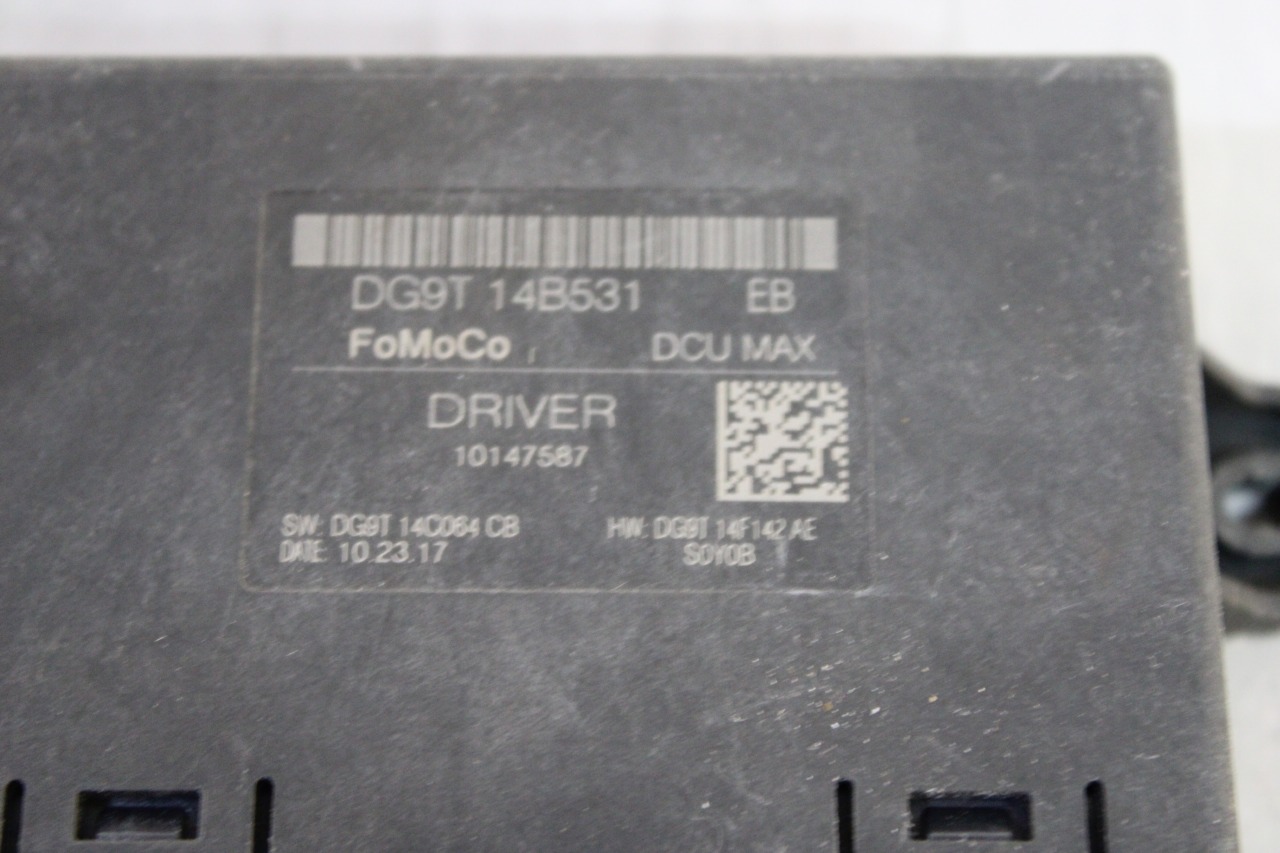 DG9T 14B531 EB
FoMoCo DCU MAX
DRIVER
10147587
SW: DG9T 14C064 CB HW: DG9T 14F142 AE
DATE: 10.23.17 S0Y0B